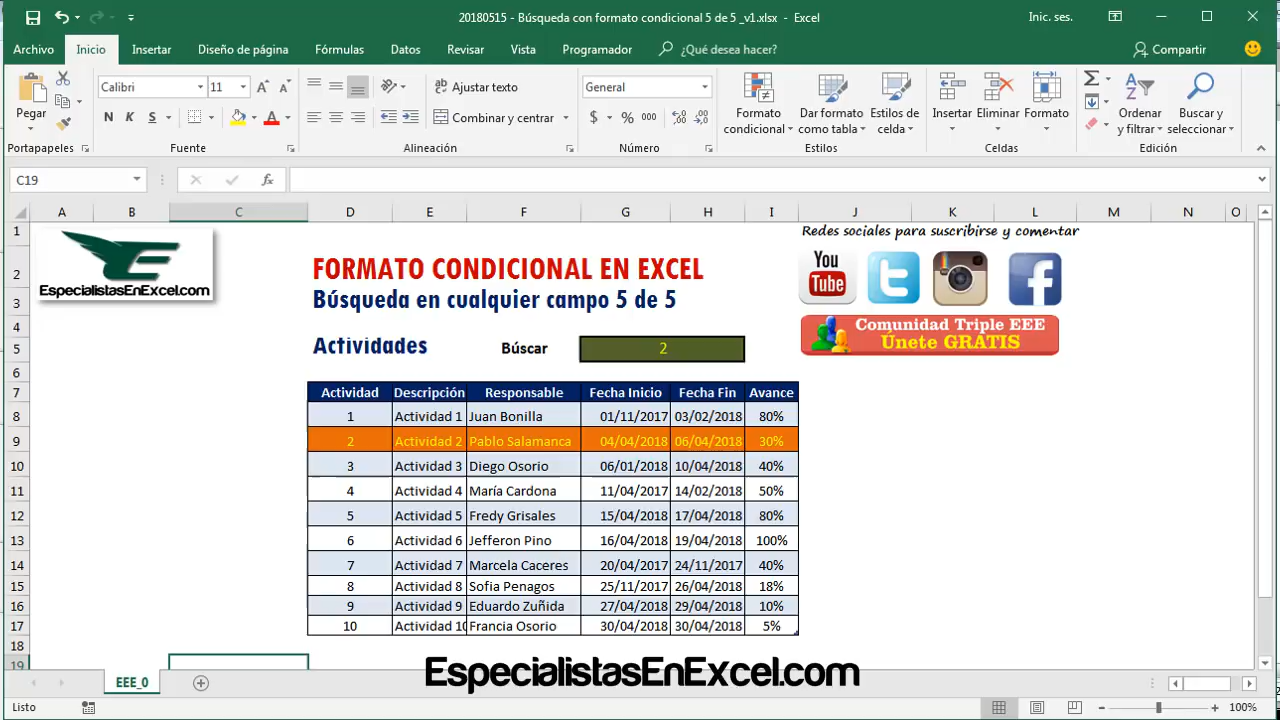 20180515 - Búsqueda con formato condicional 5 de 5 _v1.xlsx - Excel
Inic. ses.
Archivo Inicio Insertar Diseño de página Fórmulas Datos Revisar Vista Programador ¿Qué desea hacer? Compartir
Pegar
Calibri 11
N K S
Ajustar texto
Combinar y centrar
General
$ % 000
Formato condicional
Dar formato como tabla
Estilos de celda
Insertar Eliminar Formato
Ordenar y filtrar
Buscar y seleccionar
Portapapeles Fuente Alineación Número Estilos Celdas Edición
C19 fx
A B C D E F G H I J K L M N O
1 Redes sociales para suscribirse y comentar
EspecialistasEnExcel.com
2 FORMATO CONDICIONAL EN EXCEL
You Tube
3 Búsqueda en cualquier campo 5 de 5
4 Comunidad Triple EEE
Únete GRATIS
5 Actividades Búscar 2
6
7 Actividad Descripción Responsable Fecha Inicio Fecha Fin Avance
8 1 Actividad 1 Juan Bonilla 01/11/2017 03/02/2018 80%
9 2 Actividad 2 Pablo Salamanca 04/04/2018 06/04/2018 30%
10 3 Actividad 3 Diego Osorio 06/01/2018 10/04/2018 40%
11 4 Actividad 4 María Cardona 11/04/2017 14/02/2018 50%
12 5 Actividad 5 Fredy Grisales 15/04/2018 17/04/2018 80%
13 6 Actividad 6 Jefferon Pino 16/04/2018 19/04/2018 100%
14 7 Actividad 7 Marcela Caceres 20/04/2018 24/11/2017 40%
15 8 Actividad 8 Sofia Penagos 25/11/2017 26/04/2018 18%
16 9 Actividad 9 Eduardo Zuñida 27/04/2018 29/04/2018 10%
17 10 Actividad 10 Francia Osorio 30/04/2018 30/04/2018 5%
18
19
EspecialistasEnExcel.com
EEE_0
Listo 100%